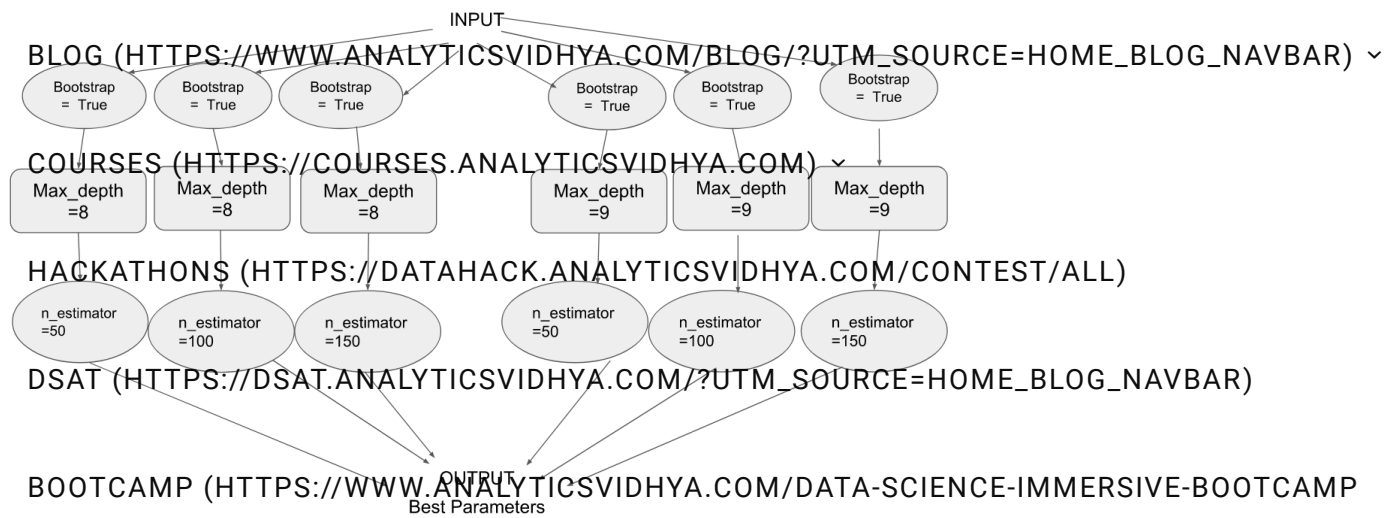 INPUT
BLOG (HTTPS://WWW.ANALYTICSVIDHYA.COM/BLOG/?UTM_SOURCE=HOME_BLOG_NAVBAR)
Bootstrap
= True
Bootstrap
= True
Bootstrap
= True
Bootstrap
= True
Bootstrap
= True
Bootstrap
= True
COURSES (HTTPS://COURSES.ANALYTICSVIDHYA.COM)
Max_depth
=8
Max_depth
=8
Max_depth
=8
Max_depth
=9
Max_depth
=9
Max_depth
=9
HACKATHONS (HTTPS://DATAHACK.ANALYTICSVIDHYA.COM/CONTEST/ALL)
n_estimator
=50
n_estimator
=100
n_estimator
=150
n_estimator
=50
n_estimator
=100
n_estimator
=150
DSAT (HTTPS://DSAT.ANALYTICSVIDHYA.COM/?UTM_SOURCE=HOME_BLOG_NAVBAR)
OUTPUT
BOOTCAMP (HTTPS://WWW.ANALYTICSVIDHYA.COM/DATA-SCIENCE-IMMERSIVE-BOOTCAMP
Best Parameters